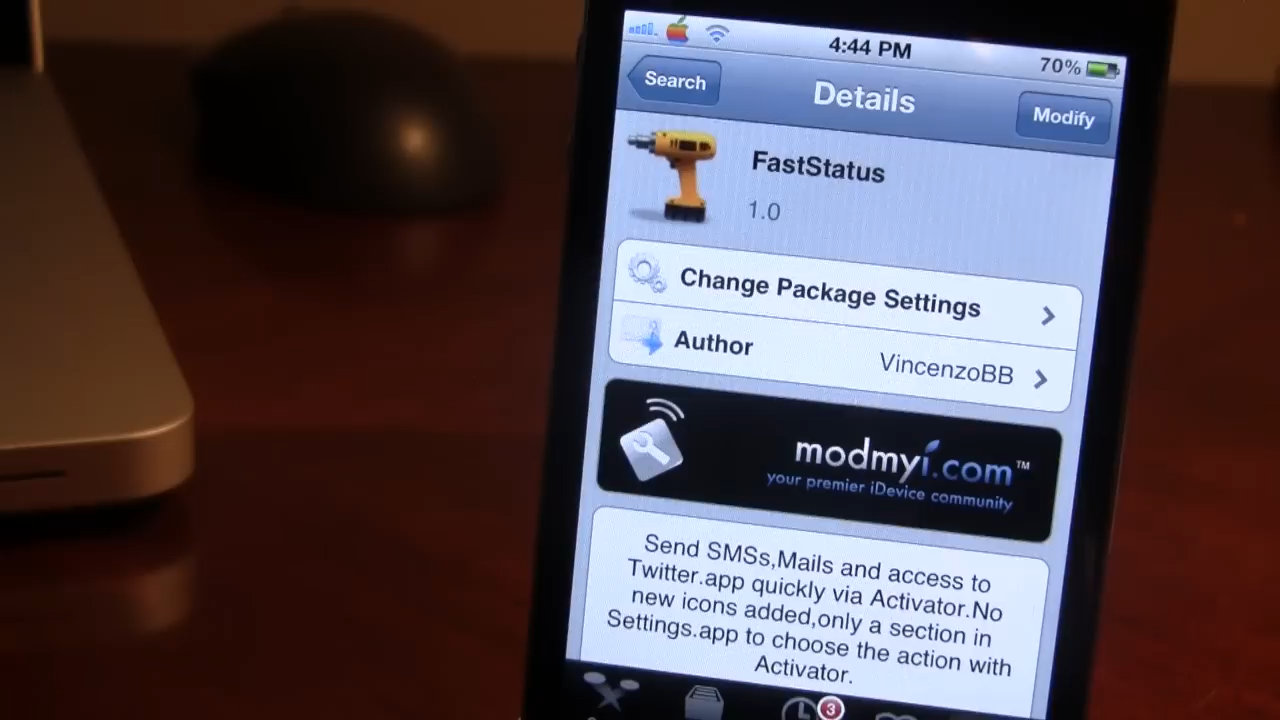 4:44 PM
70%
Search
Details
Modify
FastStatus
1.0
Change Package Settings
Author
VincenzoBB
modmyi.com™
your premier iDevice community
Send SMSs,Mails and access to
Twitter.app quickly via Activator.No
new icons added,only a section in
Settings.app to choose the action with
Activator.
3